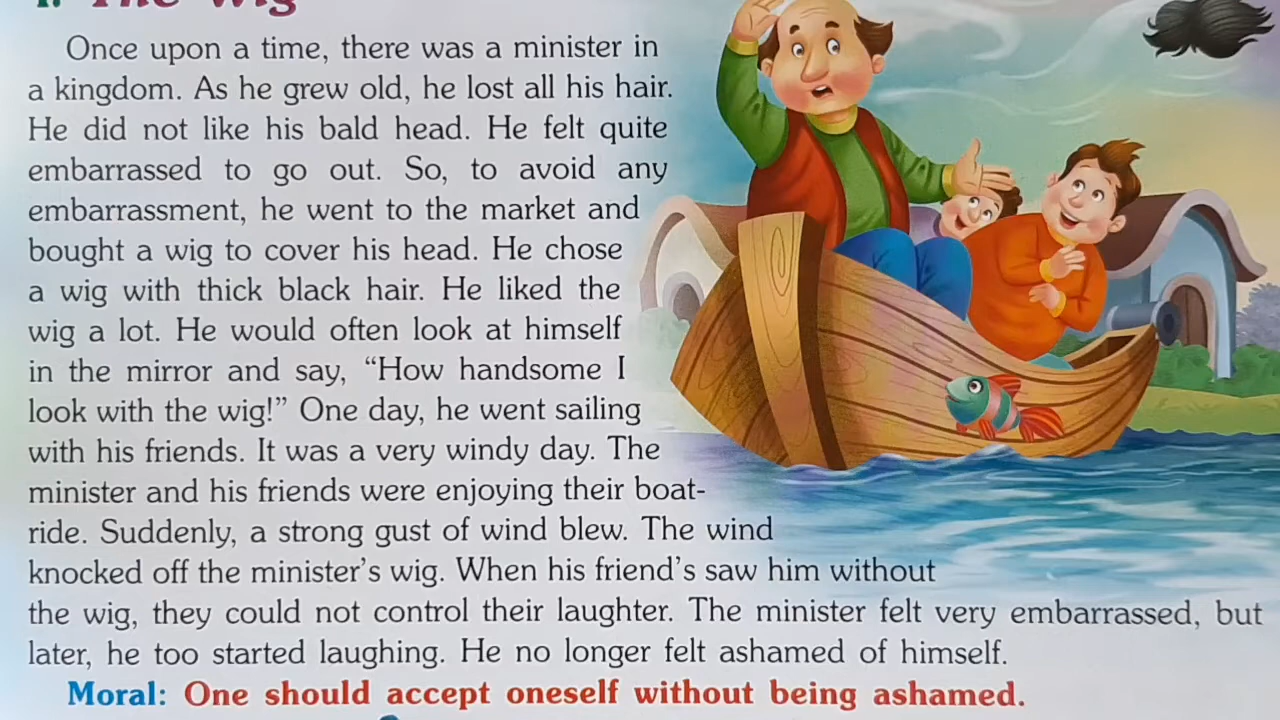 1. The Wig
Once upon a time, there was a minister in
a kingdom. As he grew old, he lost all his hair.
He did not like his bald head. He felt quite
embarrassed to go out. So, to avoid any
embarrassment, he went to the market and
bought a wig to cover his head. He chose
a wig with thick black hair. He liked the
wig a lot. He would often look at himself
in the mirror and say, “How handsome I
look with the wig!” One day, he went sailing
with his friends. It was a very windy day. The
minister and his friends were enjoying their boat-
ride. Suddenly, a strong gust of wind blew. The wind
knocked off the minister’s wig. When his friend’s saw him without
the wig, they could not control their laughter. The minister felt very embarrassed, but
later, he too started laughing. He no longer felt ashamed of himself.
Moral: One should accept oneself without being ashamed.